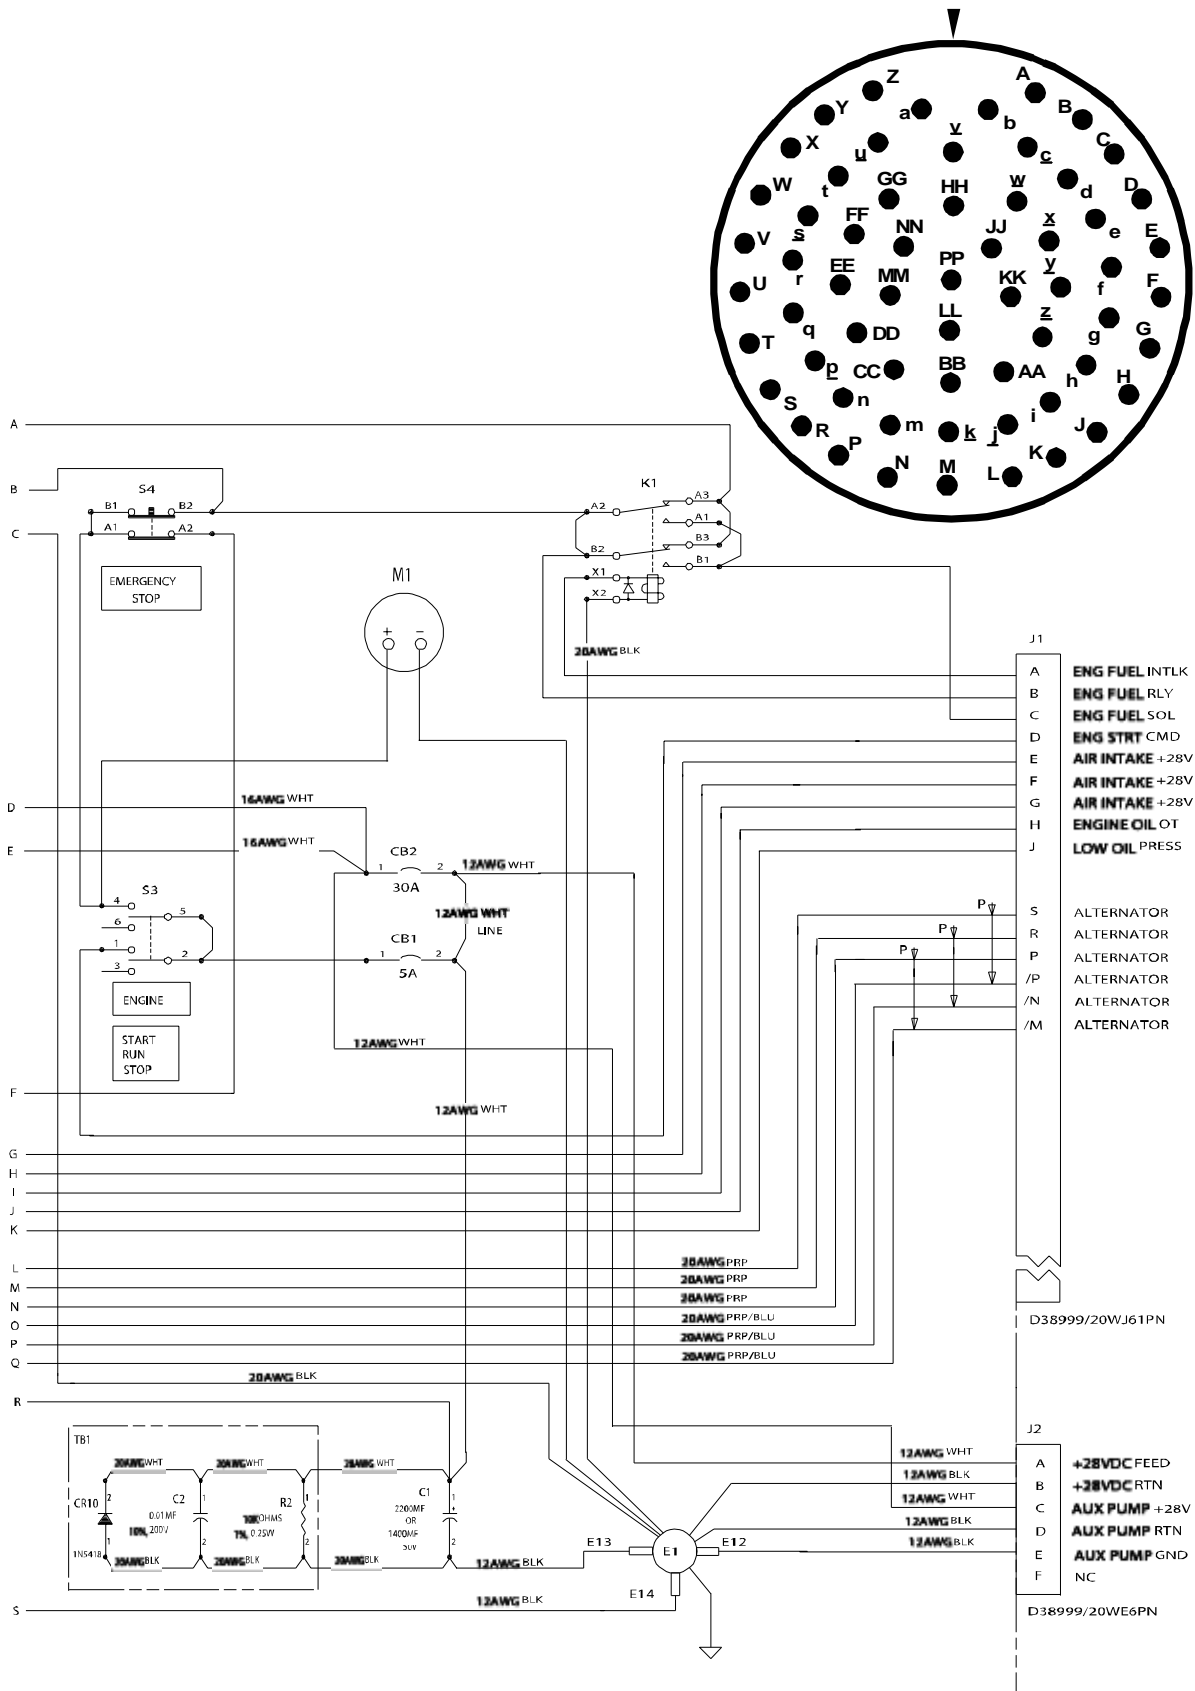 Z
A
Y
a
b
B
X
u
v
c
C
W
t
GG
HH
w
d
D
V
s
FF
NN
JJ
x
e
E
U
r
EE
MM
PP
KK
y
f
F
T
q
DD
LL
z
g
G
S
p
CC
BB
AA
h
H
R
n
m
k
j
i
J
P
N
M
L
K
A
B
S4
B1
B2
C
A1
A2
EMERGENCY
STOP
K1
A2
A3
A1
B2
B3
B1
X1
X2
20AWG BLK
M1
+
-
J1
A ENG FUEL INTLK
B ENG FUEL RLY
C ENG FUEL SOL
D ENG STRT CMD
E AIR INTAKE +28V
F AIR INTAKE +28V
G AIR INTAKE +28V
H ENGINE OIL OT
J LOW OIL PRESS
P
S ALTERNATOR
P
R ALTERNATOR
P
P ALTERNATOR
/P ALTERNATOR
/N ALTERNATOR
/M ALTERNATOR
D
16AWG WHT
E
16AWG WHT
CB2
1 2
30A
12AWG WHT
12AWG WHT
LINE
S3
4
5
6
1
2
3
CB1
1 2
5A
ENGINE
START
RUN
STOP
12AWG WHT
F
12AWG WHT
G
H
I
J
K
L
20AWG PRP
M
20AWG PRP
N
20AWG PRP
O
20AWG PRP/BLU
P
20AWG PRP/BLU
Q
20AWG PRP/BLU
D38999/20WJ61PN
20AWG BLK
R
TB1
20AWG WHT
20AWG WHT
20AWG WHT
CR10
2
1
1N5418
C2
1
0.01MF
10%, 200V
2
R2
1
10K OHMS
1%, 0.25W
2
C1
1
+
2200MF
OR
1400MF
50V
2
20AWG BLK
20AWG BLK
20AWG BLK
12AWG BLK
E13
E1
E12
E14
S
12AWG BLK
J2
12AWG WHT
A +28VDC FEED
12AWG BLK
B +28VDC RTN
12AWG WHT
C AUX PUMP +28V
12AWG BLK
D AUX PUMP RTN
12AWG BLK
E AUX PUMP GND
F NC
D38999/20WE6PN